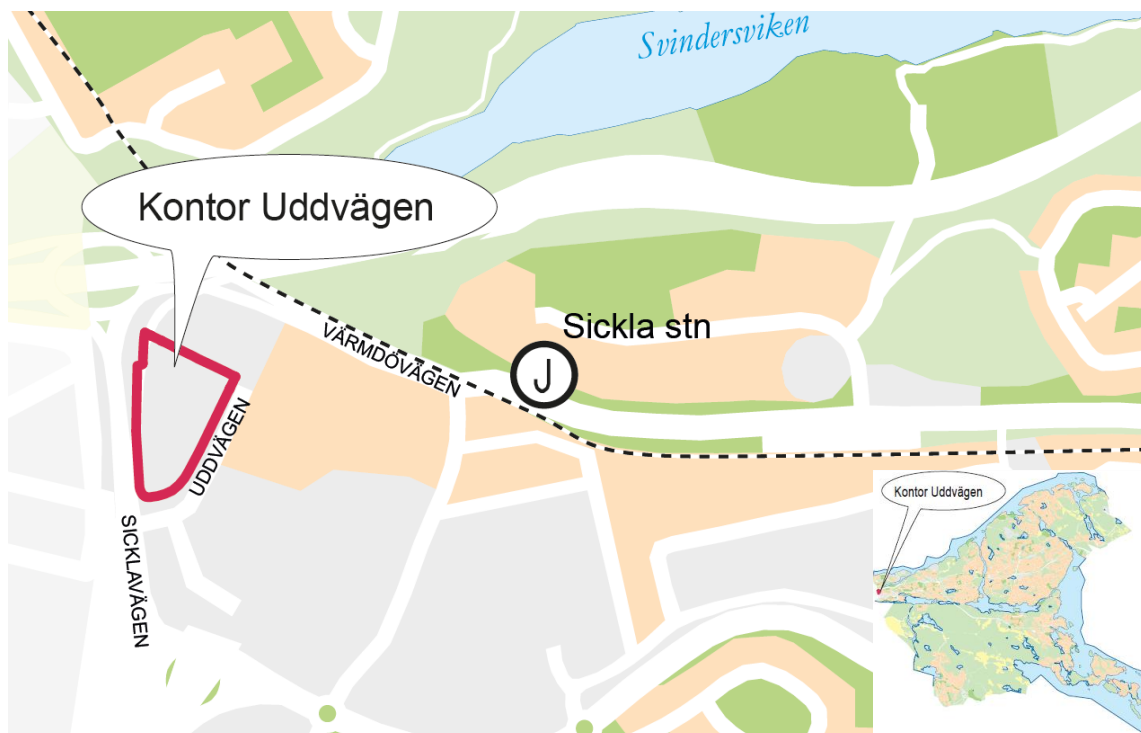 Svindersviken
Kontor Uddvägen
Sickla stn
VÄRMDÖVÄGEN
J
UDDVÄGEN
SICKLAVÄGEN
Kontor Uddvägen